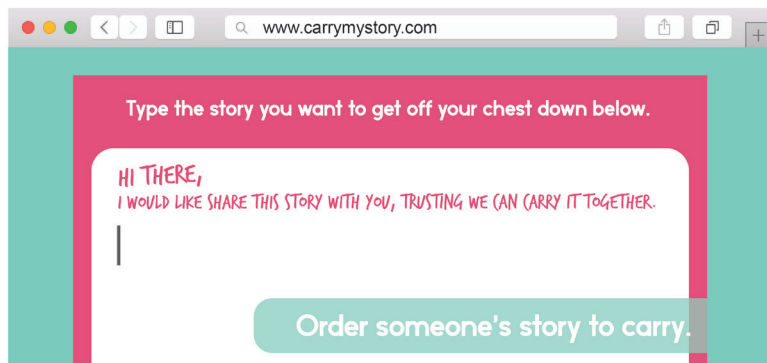 www.carrymystory.com
Type the story you want to get off your chest down below.
HI THERE,
I WOULD LIKE SHARE THIS STORY WITH YOU, TRUSTING WE CAN CARRY IT TOGETHER.
Order someone's story to carry.